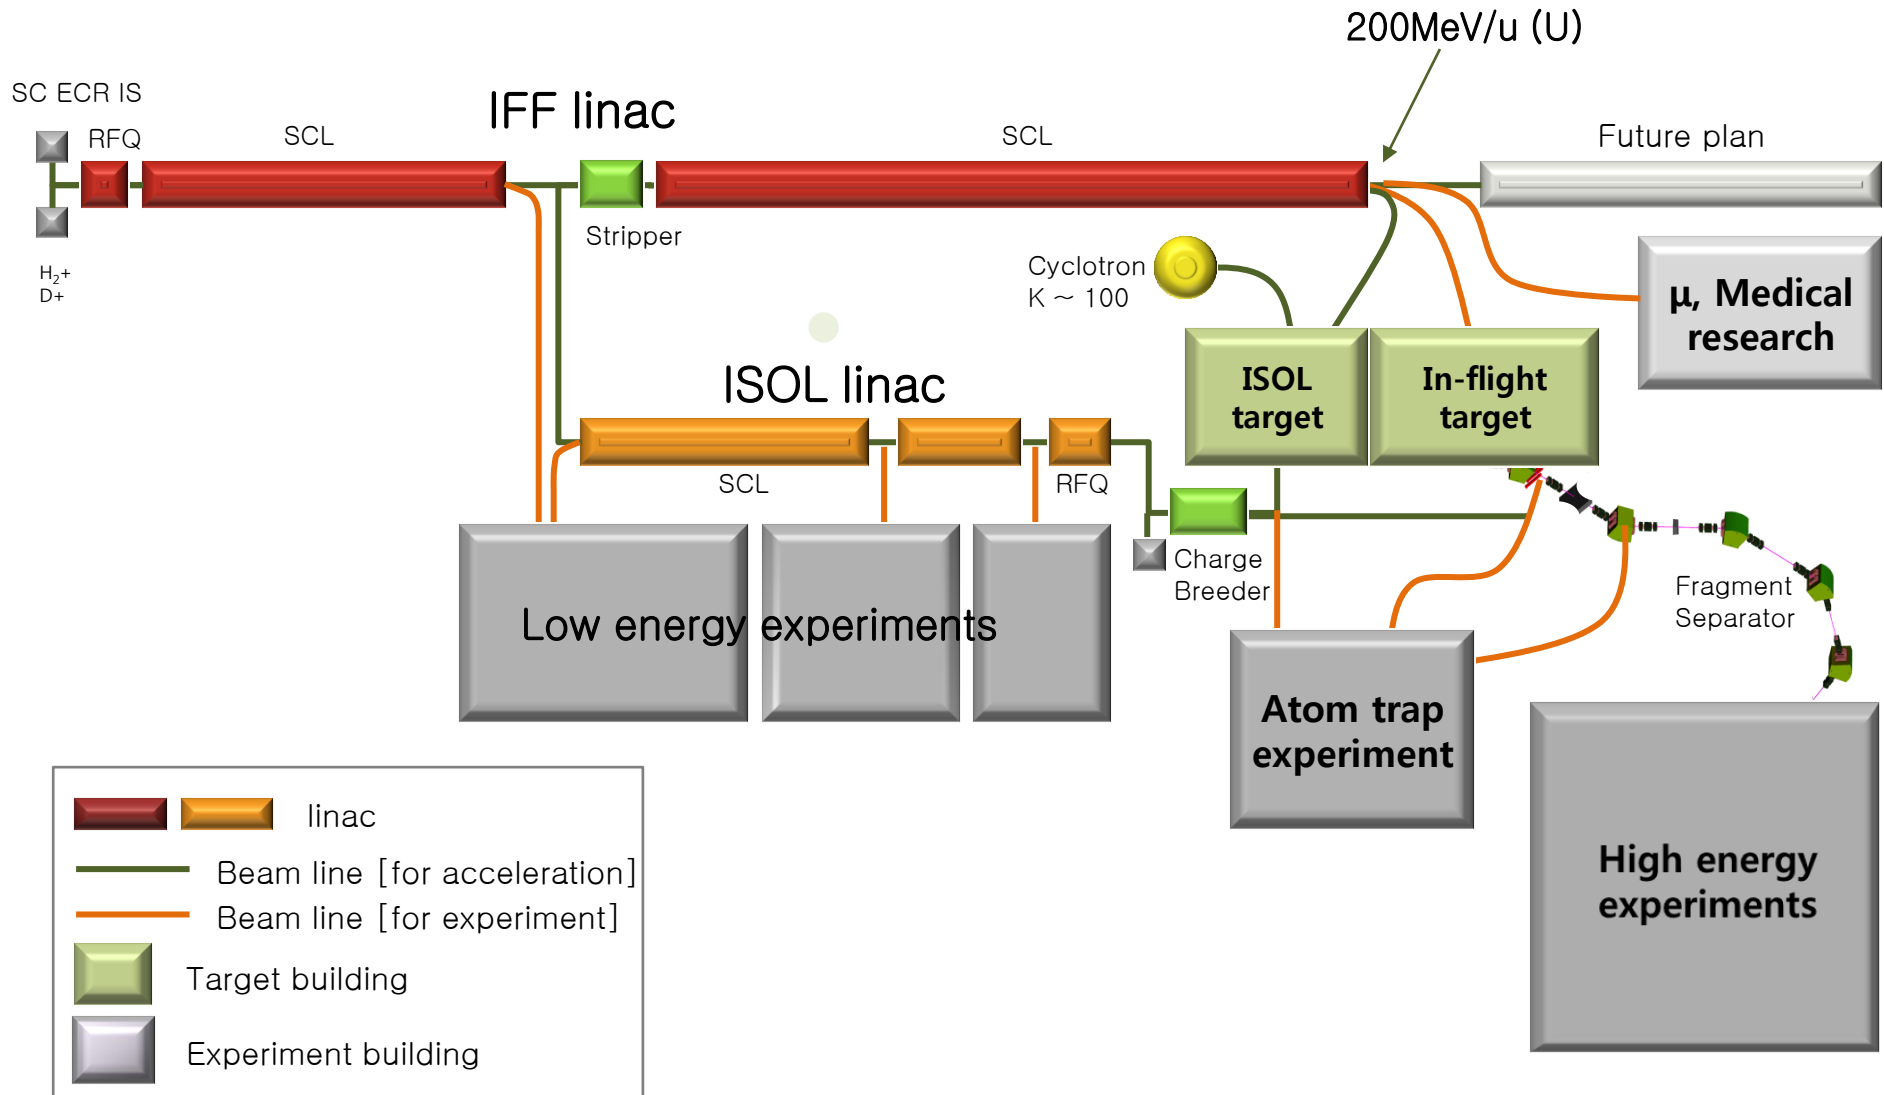 200MeV/u (U)
SC ECR IS
IFF linac
RFQ
SCL
SCL
Future plan
Stripper
H₂+
D+
Cyclotron
K ~ 100
μ, Medical
research
ISOL linac
ISOL
target
In-flight
target
SCL
RFQ
Charge
Breeder
Fragment
Separator
Low energy experiments
Atom trap
experiment
High energy
experiments
linac
Beam line [for acceleration]
Beam line [for experiment]
Target building
Experiment building